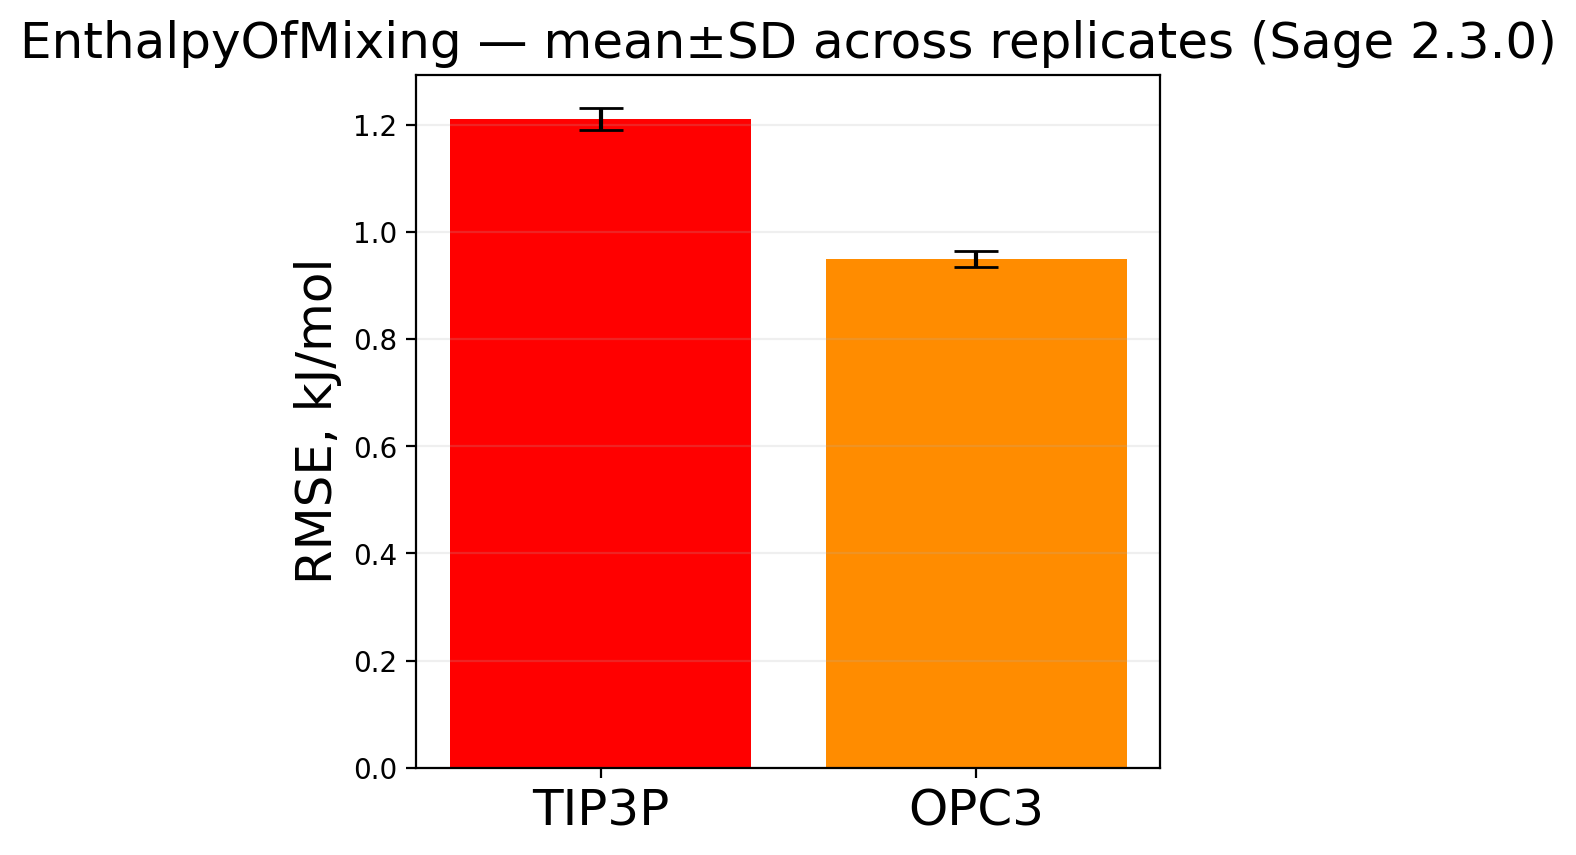 EnthalpyOfMixing — mean±SD across replicates (Sage 2.3.0)
RMSE, kJ/mol
1.2
1.0
0.8
0.6
0.4
0.2
0.0
TIP3P
OPC3